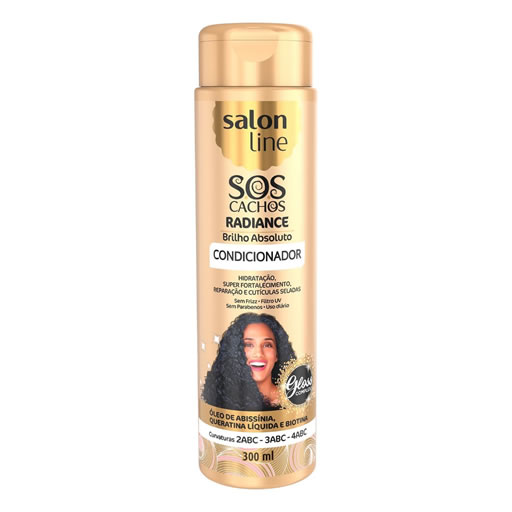 salon
line
SOS
CACHOS
RADIANCE
Brilho Absoluto
CONDICIONADOR
HIDRATAÇÃO,
SUPER FORTALECIMENTO,
REPARAÇÃO E CUTÍCULAS SELADAS
Sem Frizz • Filtro UV
Sem Parabenos • Uso diário
Gloss
COMPLEX
ÓLEO DE ABISSÍNIA,
QUERATINA LÍQUIDA E BIOTINA
Curvaturas 2ABC - 3ABC - 4ABC
300 ml